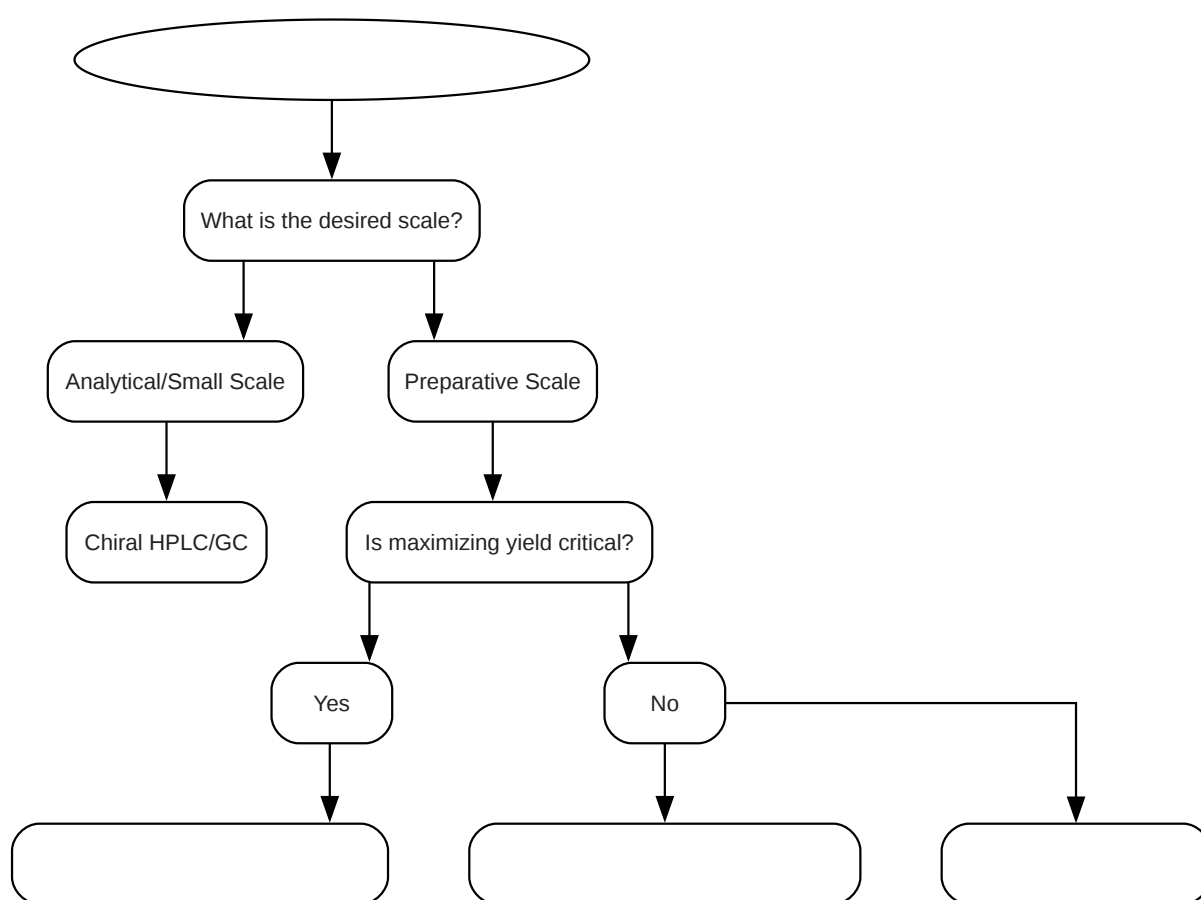 What is the desired scale?
Analytical/Small Scale
Preparative Scale
Chiral HPLC/GC
Is maximizing yield critical?
Yes
No